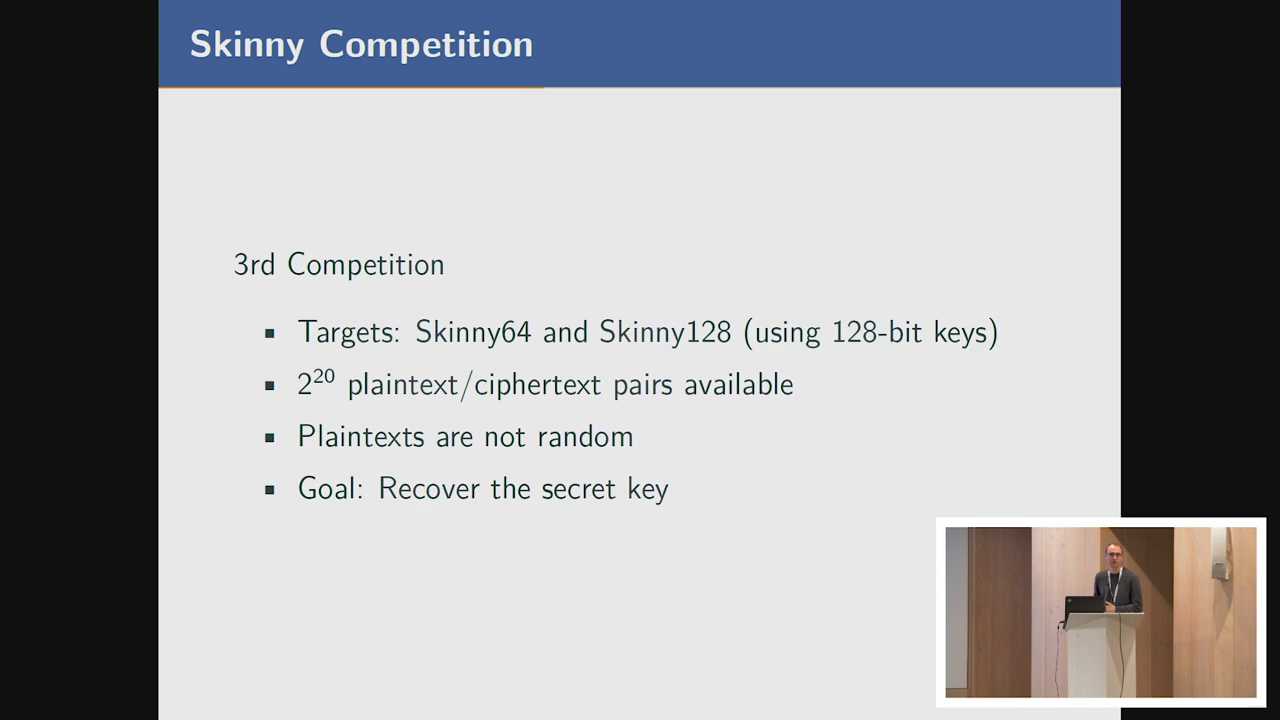 Skinny Competition
3rd Competition
▪ Targets: Skinny64 and Skinny128 (using 128-bit keys)
▪ 2^20 plaintext/ciphertext pairs available
▪ Plaintexts are not random
▪ Goal: Recover the secret key